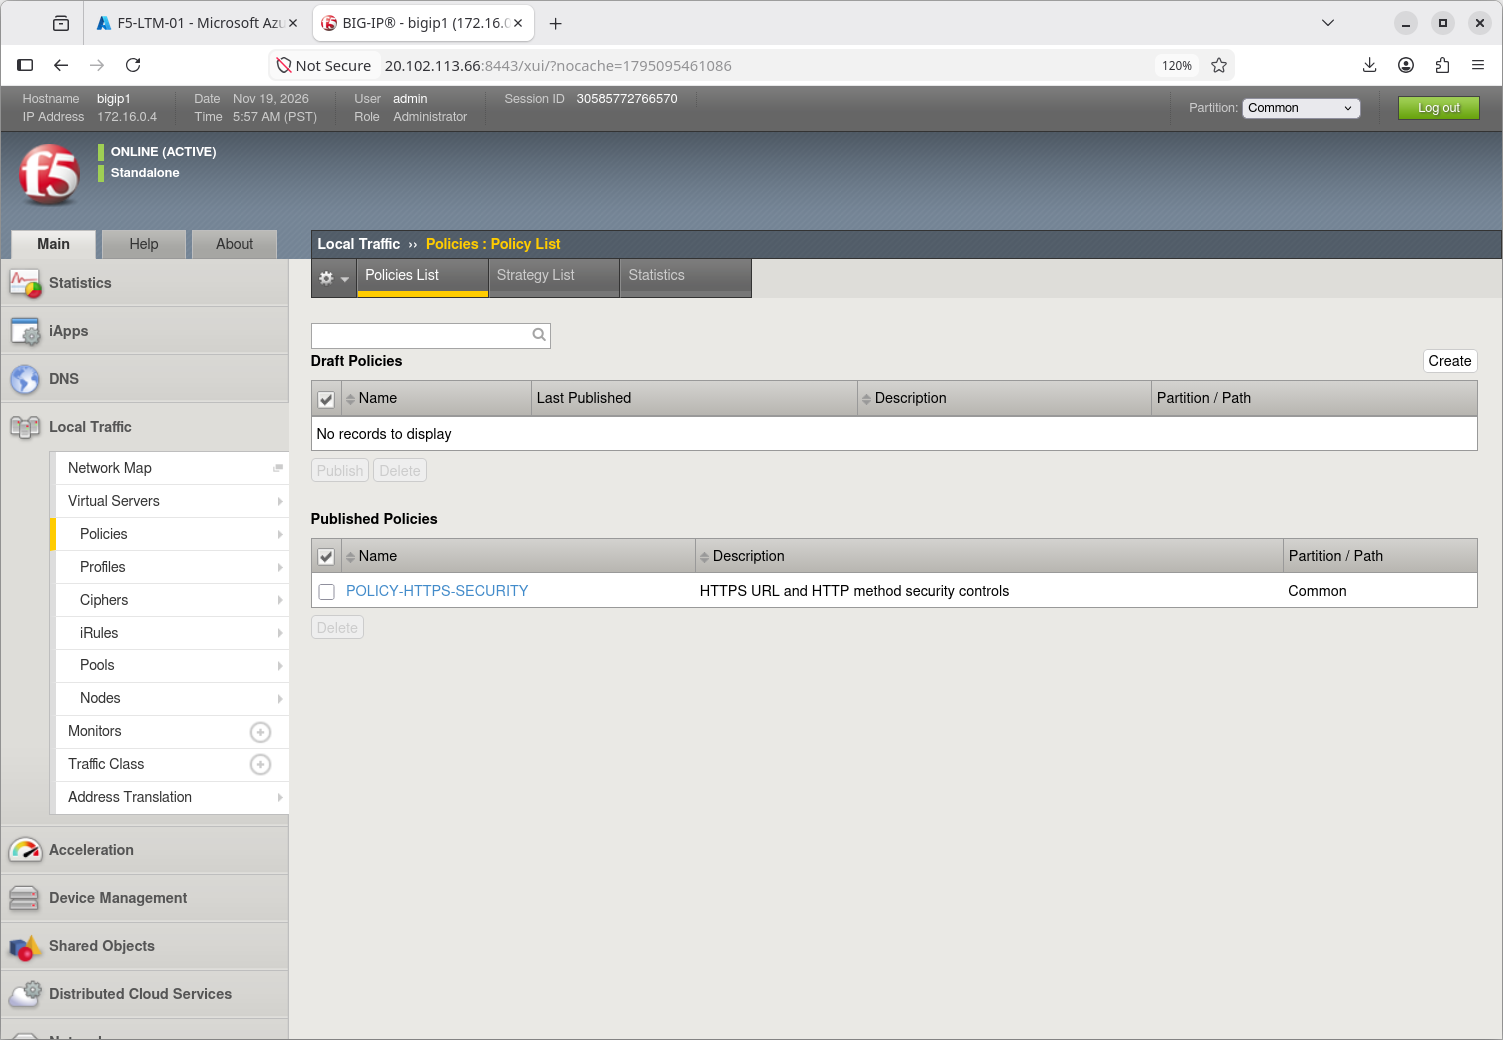 F5-LTM-01 - Microsoft Azu
BIG-IP® - bigip1 (172.16.0
Not Secure 20.102.113.66:8443/xui/?nocache=1795095461086 120%
Hostname bigip1 Date Nov 19, 2026 User admin Session ID 30585772766570
IP Address 172.16.0.4 Time 5:57 AM (PST) Role Administrator
Partition: Common Log out
f5
ONLINE (ACTIVE)
Standalone
Main Help About
Local Traffic ›› Policies : Policy List
Policies List Strategy List Statistics
Statistics
iApps
DNS
Local Traffic
Network Map
Virtual Servers
Policies
Profiles
Ciphers
iRules
Pools
Nodes
Monitors
Traffic Class
Address Translation
Acceleration
Device Management
Shared Objects
Distributed Cloud Services
Draft Policies Create
Name Last Published Description Partition / Path
No records to display
Publish Delete
Published Policies
Name Description Partition / Path
POLICY-HTTPS-SECURITY HTTPS URL and HTTP method security controls Common
Delete